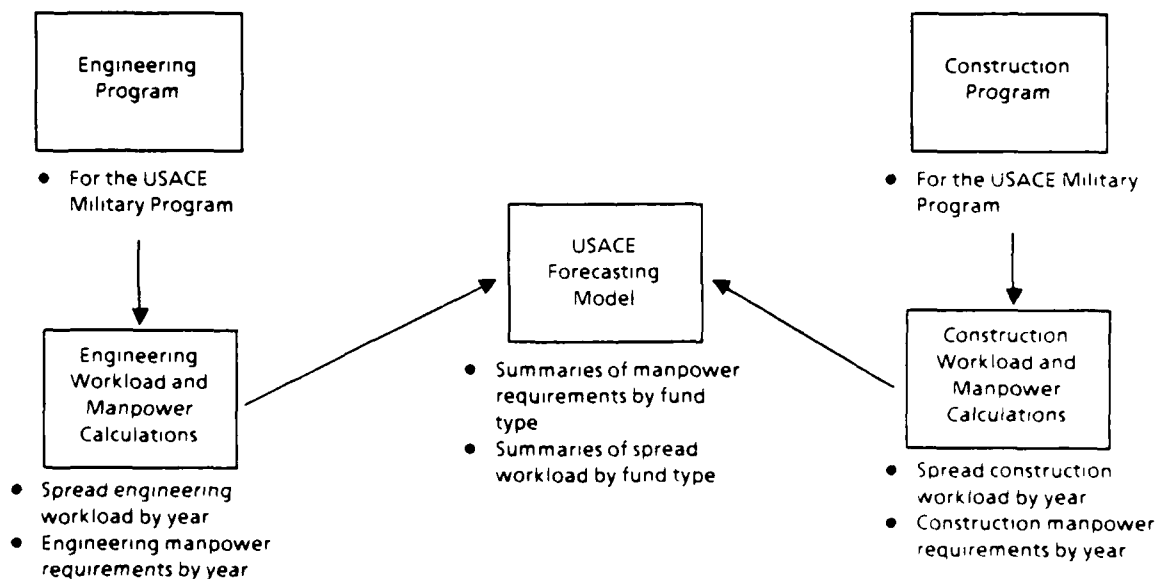 Engineering
Program
● For the USACE
Military Program
Engineering
Workload and
Manpower
Calculations
● Spread engineering
workload by year
● Engineering manpower
requirements by year
USACE
Forecasting
Model
● Summaries of manpower
requirements by fund
type
● Summaries of spread
workload by fund type
Construction
Program
● For the USACE Military
Program
Construction
Workload and
Manpower
Calculations
● Spread construction
workload by year
● Construction manpower
requirements by year